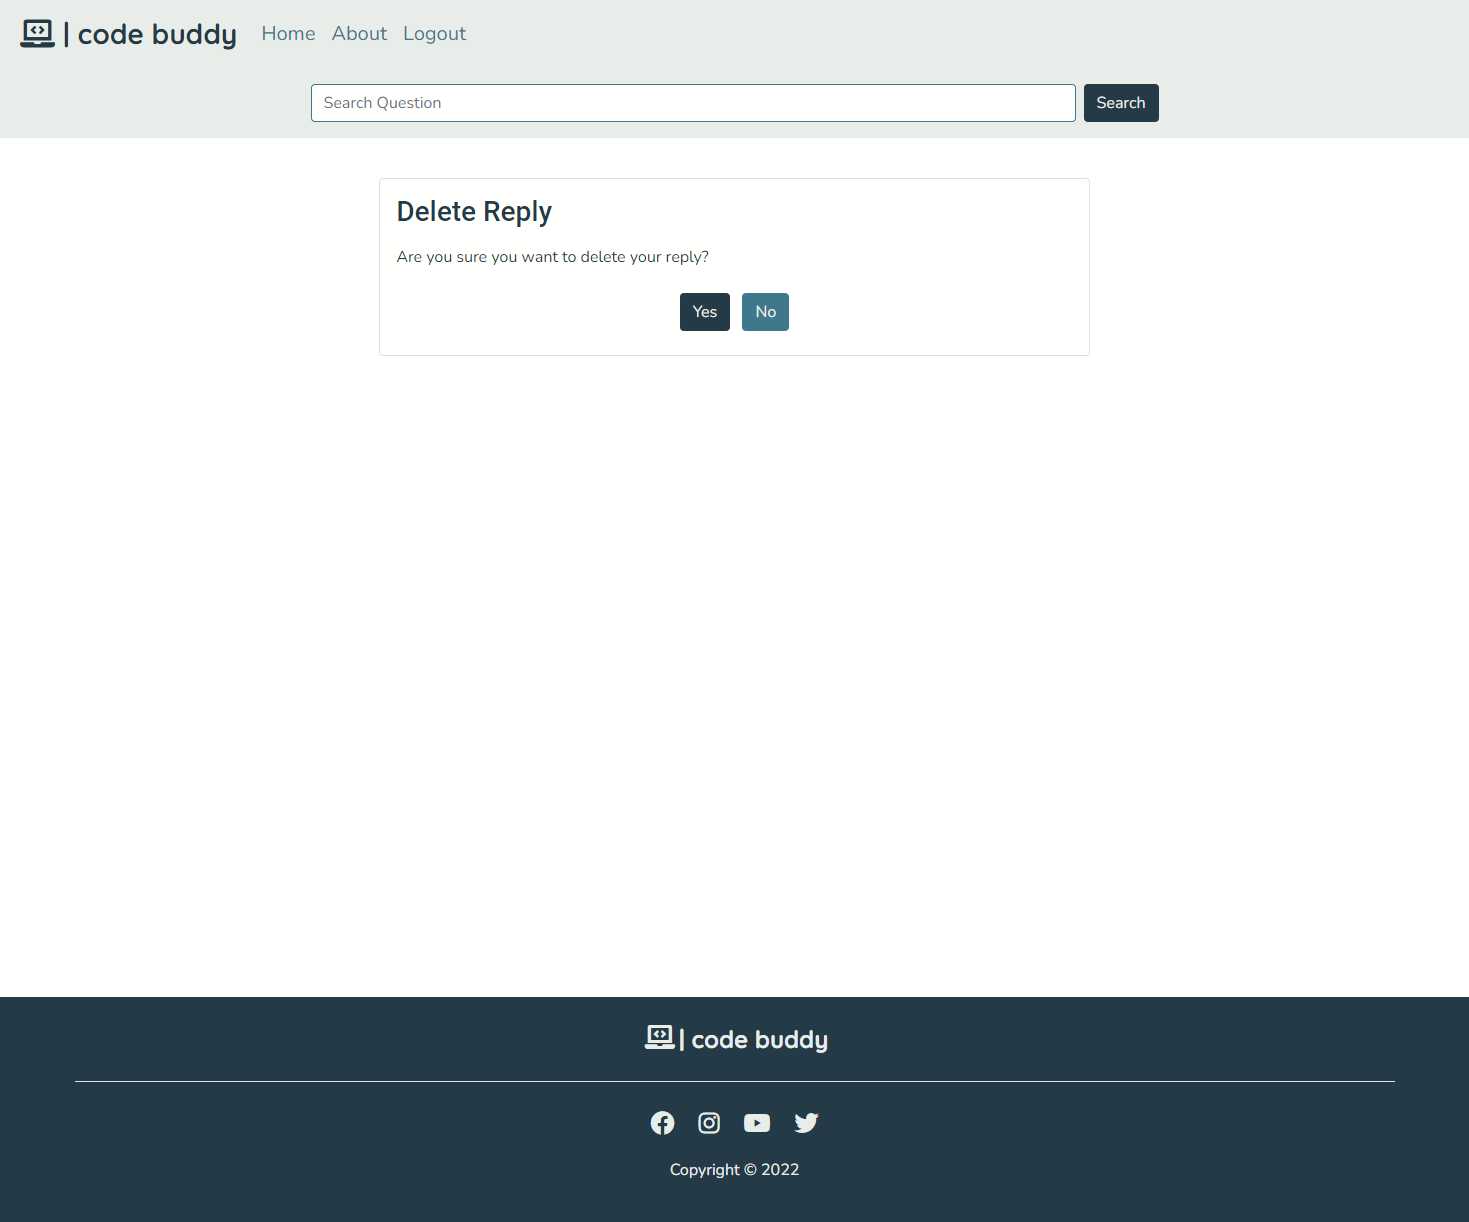 | code buddy Home About Logout
Search Question Search
Delete Reply
Are you sure you want to delete your reply?
Yes No
| code buddy
Copyright © 2022